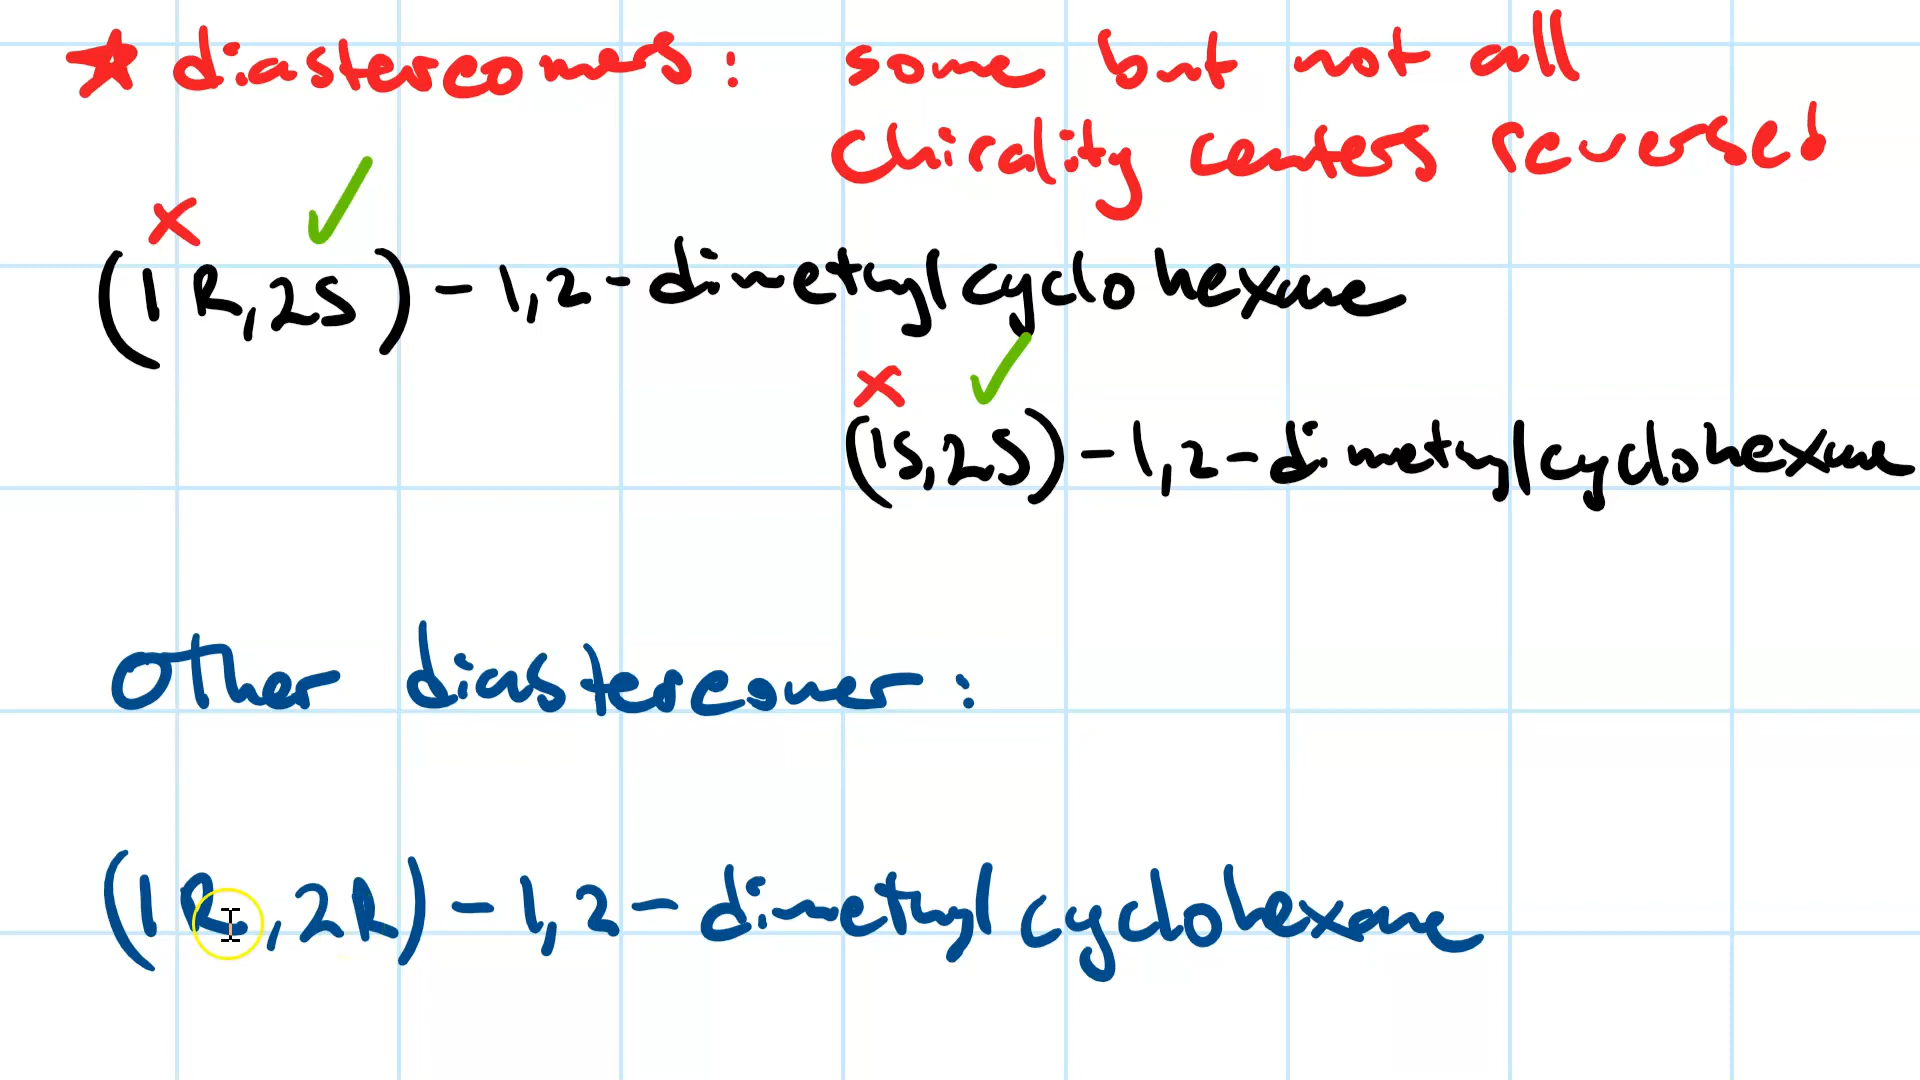 * diastereomers: some but not all
chirality centers reversed
x ✓
(1R,2S)-1,2-dimethylcyclohexane
x ✓
(1S,2S)-1,2-dimethylcyclohexane
Other diastereomer:
(1R,2R)-1,2-dimethylcyclohexane